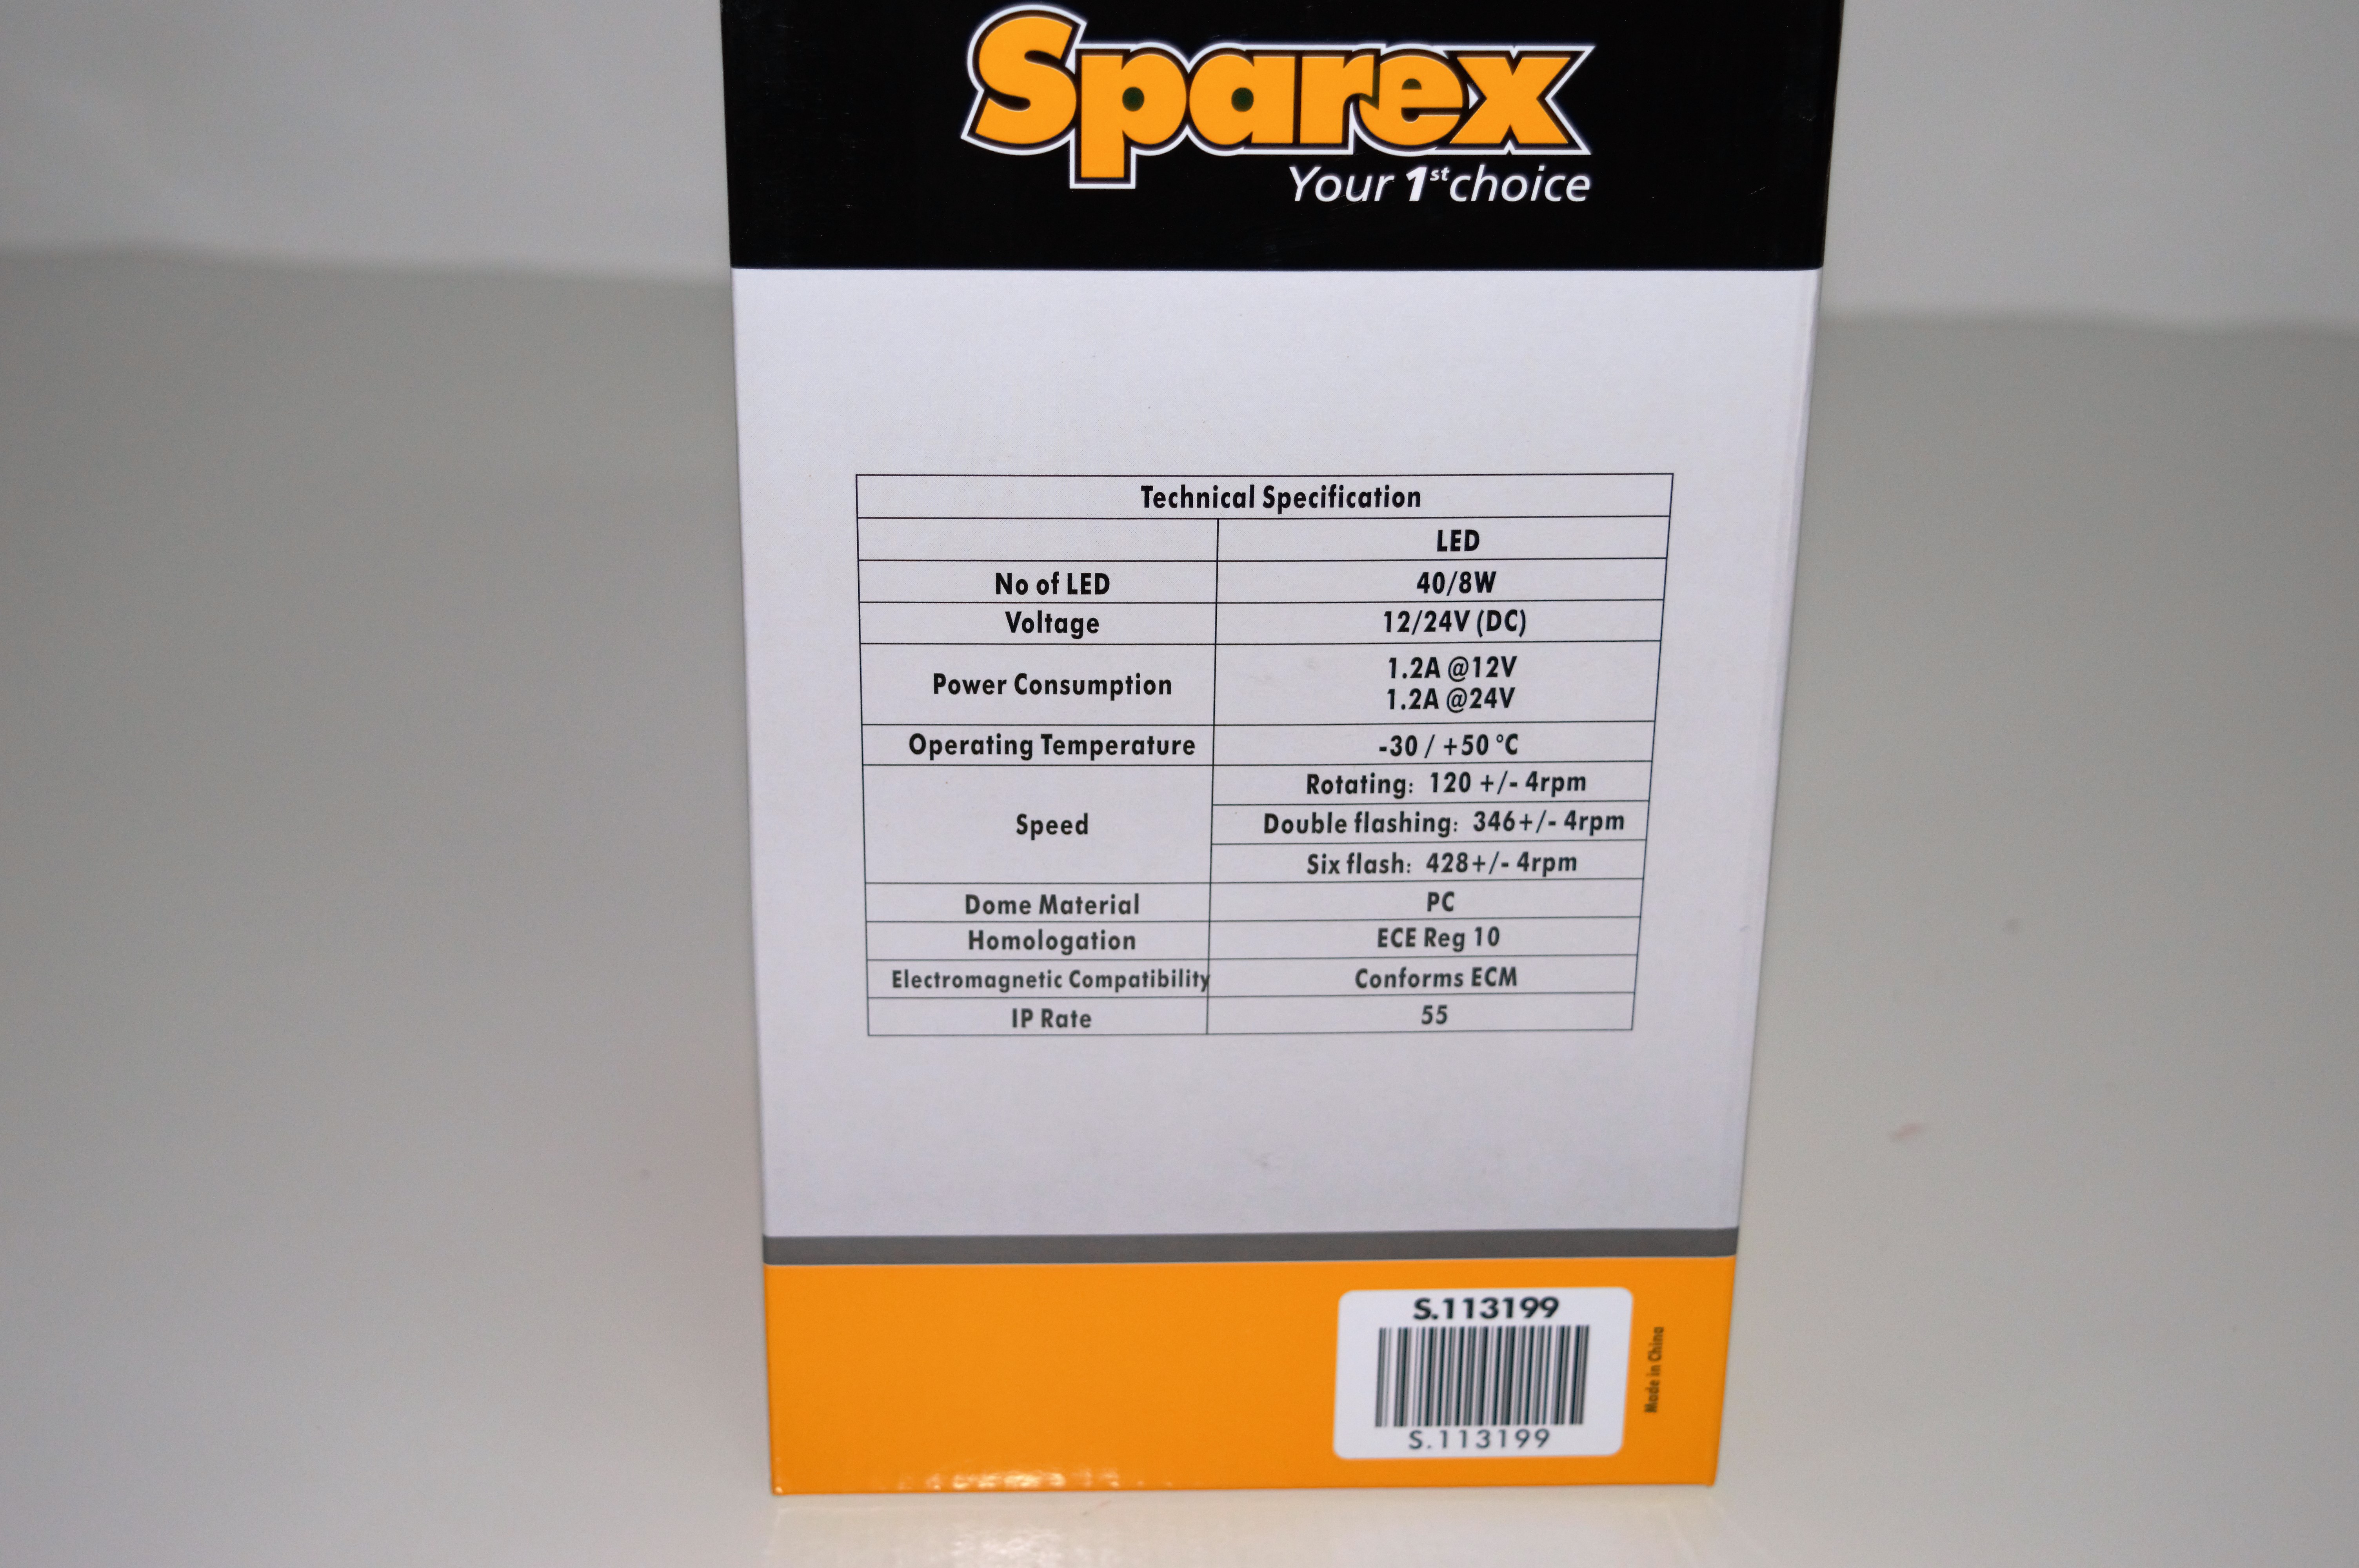 Sparex
Your 1st choice
Technical Specification
LED
No of LED 40/8W
Voltage 12/24V (DC)
Power Consumption 1.2A @12V
1.2A @24V
Operating Temperature -30 / +50 °C
Speed Rotating: 120 +/- 4rpm
Double flashing: 346+/- 4rpm
Six flash: 428+/- 4rpm
Dome Material PC
Homologation ECE Reg 10
Electromagnetic Compatibility Conforms ECM
IP Rate 55
S.113199
S.113199
Made in China